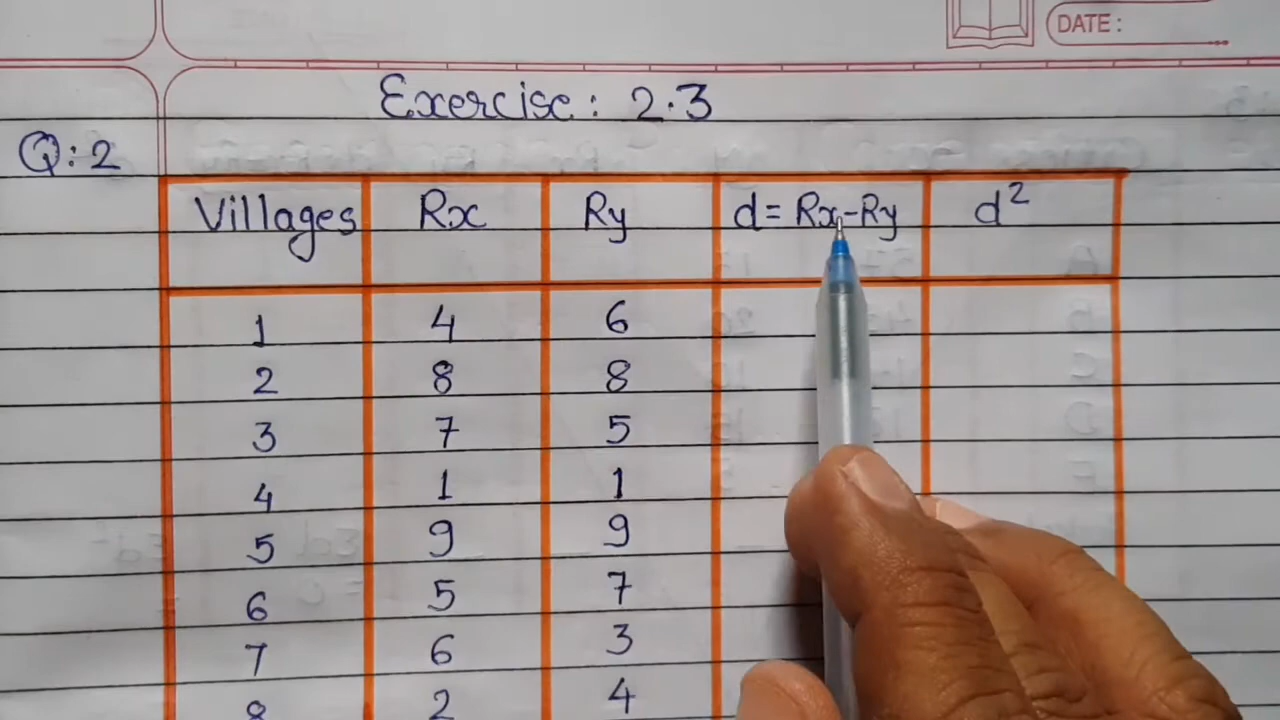 DATE :
Exercise : 2.3
Q:2
Villages Rx Ry d = Rx-Ry d²
1 4 6
2 8 8
3 7 5
4 1 1
5 9 9
6 5 7
7 6 3
8 2 4